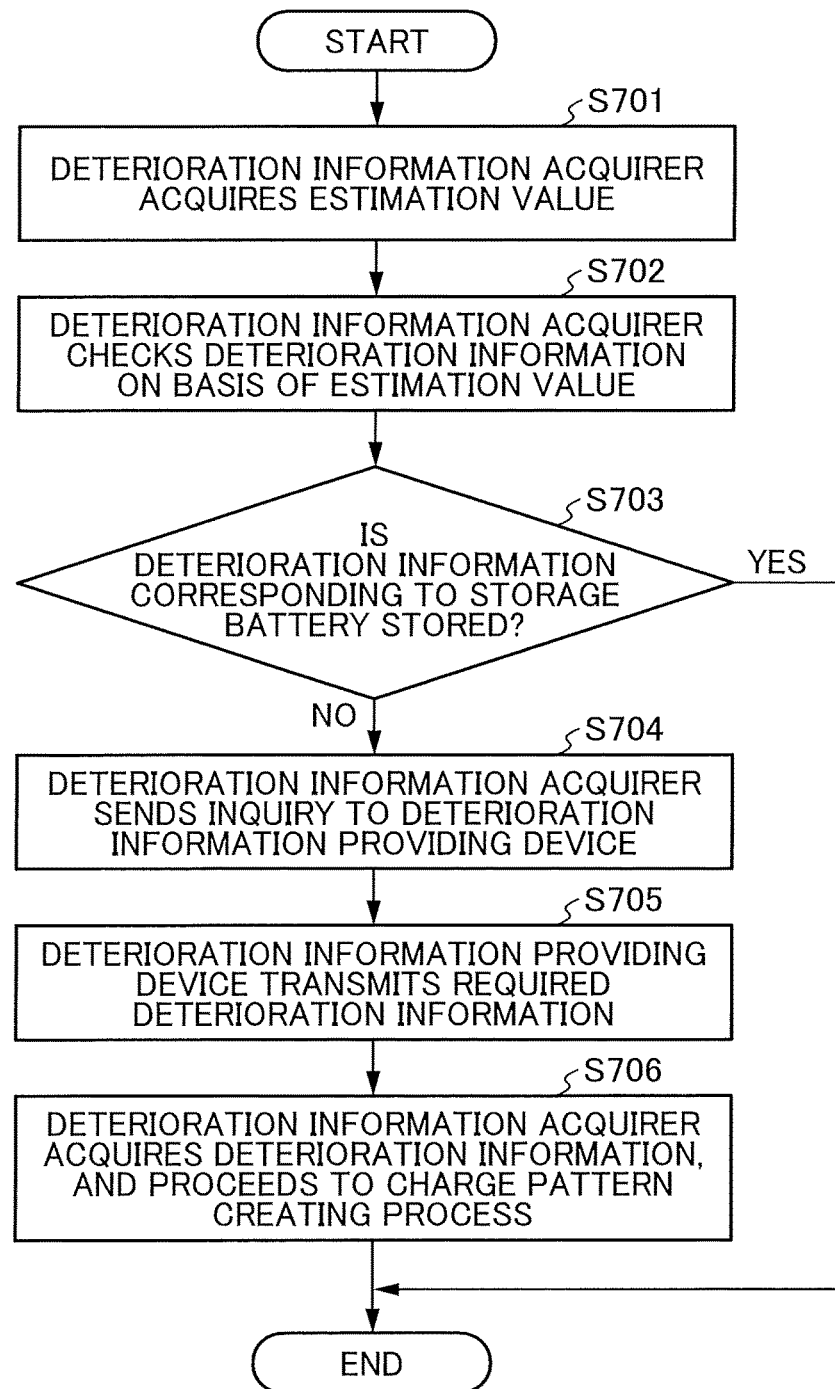 START
S701
DETERIORATION INFORMATION ACQUIRER
ACQUIRES ESTIMATION VALUE
S702
DETERIORATION INFORMATION ACQUIRER
CHECKS DETERIORATION INFORMATION
ON BASIS OF ESTIMATION VALUE
S703
IS
DETERIORATION INFORMATION
CORRESPONDING TO STORAGE
BATTERY STORED?
YES
NO
S704
DETERIORATION INFORMATION ACQUIRER
SENDS INQUIRY TO DETERIORATION
INFORMATION PROVIDING DEVICE
S705
DETERIORATION INFORMATION PROVIDING
DEVICE TRANSMITS REQUIRED
DETERIORATION INFORMATION
S706
DETERIORATION INFORMATION ACQUIRER
ACQUIRES DETERIORATION INFORMATION,
AND PROCEEDS TO CHARGE PATTERN
CREATING PROCESS
END